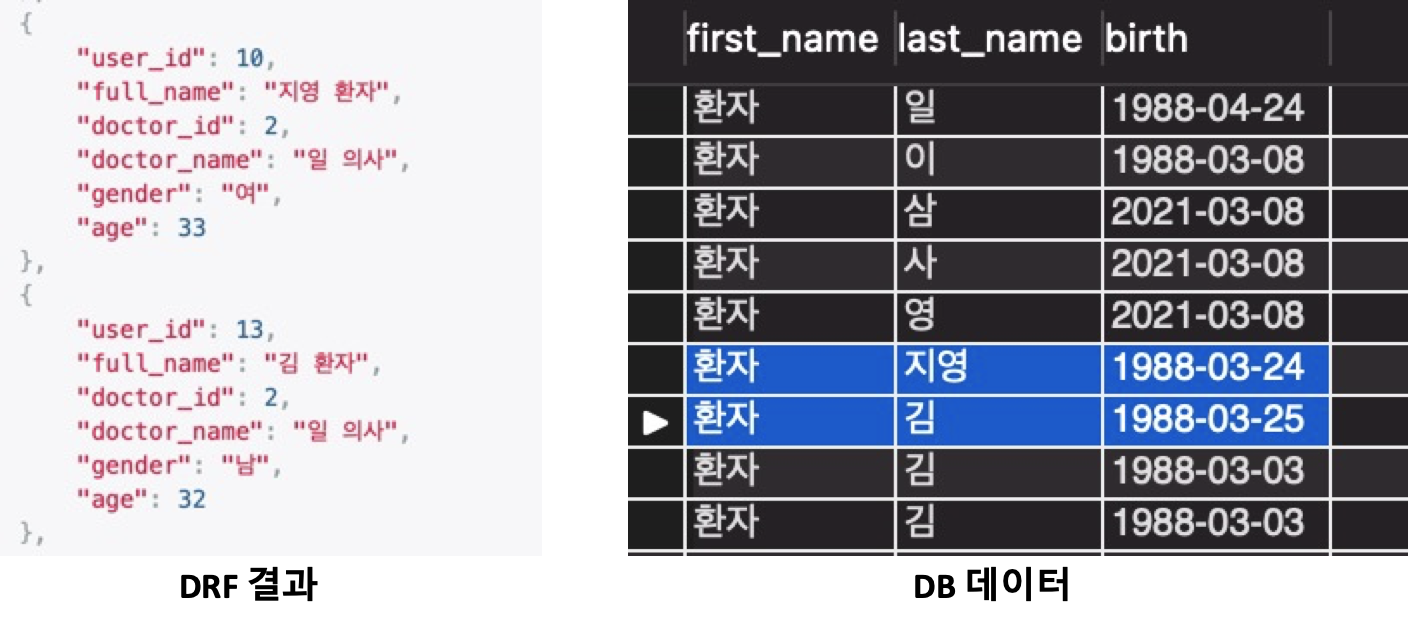 {
"user_id": 10,
"full_name": "지영 환자",
"doctor_id": 2,
"doctor_name": "일 의사",
"gender": "여",
"age": 33
},
{
"user_id": 13,
"full_name": "김 환자",
"doctor_id": 2,
"doctor_name": "일 의사",
"gender": "남",
"age": 32
},
DRF 결과
first_name last_name birth
환자 일 1988-04-24
환자 이 1988-03-08
환자 삼 2021-03-08
환자 사 2021-03-08
환자 영 2021-03-08
환자 지영 1988-03-24
환자 김 1988-03-25
환자 김 1988-03-03
환자 김 1988-03-03
DB 데이터